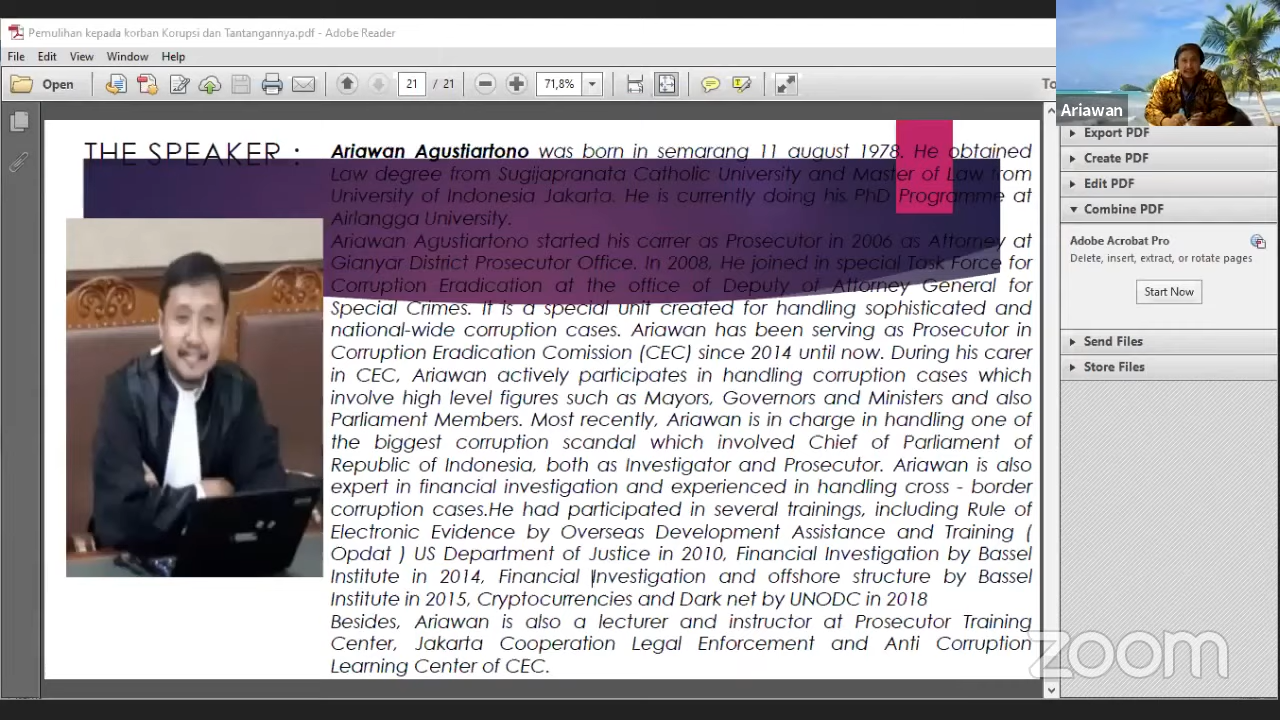 Pemulihan kepada korban Korupsi dan Tantangannya.pdf - Adobe Reader
File Edit View Window Help
Open 21 / 21 71,8% To
Ariawan
Export PDF
Create PDF
Edit PDF
Combine PDF
Adobe Acrobat Pro
Delete, insert, extract, or rotate pages
Start Now
Send Files
Store Files
THE SPEAKER :
Ariawan Agustiartono was born in semarang 11 august 1978. He obtained
Law degree from Sugijapranata Catholic University and Master of Law from
University of Indonesia Jakarta. He is currently doing his PhD Programme at
Airlangga University.
Ariawan Agustiartono started his carrer as Prosecutor in 2006 as Attorney at
Gianyar District Prosecutor Office. In 2008, He joined in special Task Force for
Corruption Eradication at the office of Deputy of Attorney General for
Special Crimes. It is a special unit created for handling sophisticated and
national-wide corruption cases. Ariawan has been serving as Prosecutor in
Corruption Eradication Comission (CEC) since 2014 until now. During his carer
in CEC, Ariawan actively participates in handling corruption cases which
involve high level figures such as Mayors, Governors and Ministers and also
Parliament Members. Most recently, Ariawan is in charge in handling one of
the biggest corruption scandal which involved Chief of Parliament of
Republic of Indonesia, both as Investigator and Prosecutor. Ariawan is also
expert in financial investigation and experienced in handling cross - border
corruption cases.He had participated in several trainings, including Rule of
Electronic Evidence by Overseas Development Assistance and Training (
Opdat ) US Department of Justice in 2010, Financial Investigation by Bassel
Institute in 2014, Financial Investigation and offshore structure by Bassel
Institute in 2015, Cryptocurrencies and Dark net by UNODC in 2018
Besides, Ariawan is also a lecturer and instructor at Prosecutor Training
Center, Jakarta Cooperation Legal Enforcement and Anti Corruption
Learning Center of CEC.
zoom